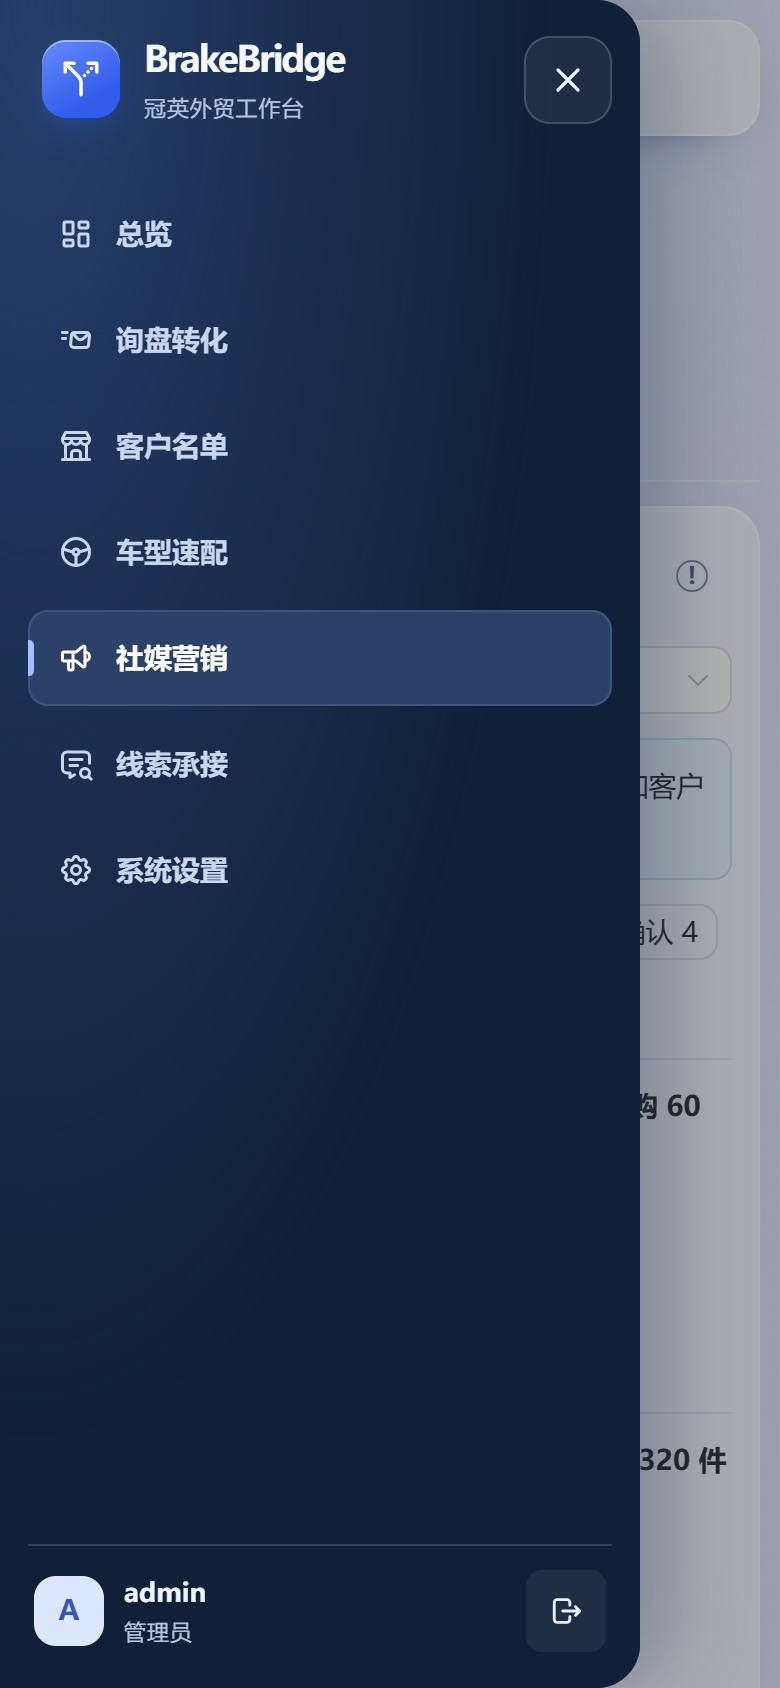 BrakeBridge
冠英外贸工作台
总览
询盘转化
客户名单
车型速配
社媒营销
线索承接
系统设置
客户
认 4
购 60
320 件
A
admin
管理员